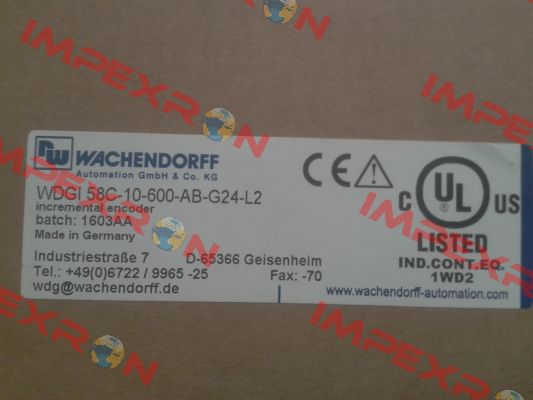 WACHENDORFF
Automation GmbH & Co. KG
WDGI 58C-10-600-AB-G24-L2
incremental encoder
batch: 1603AA
Made in Germany
Industriestraße 7 D-65366 Geisenheim
Tel.: +49(0)6722 / 9965 -25 Fax: -70
wdg@wachendorff.de
CE
C UL US
LISTED
IND.CONT.EQ.
1WD2
www.wachendorff-automation.com
IMPEXRON
IMPEXRON
IMPEXRON
IMPEXRON
IMPEXRON